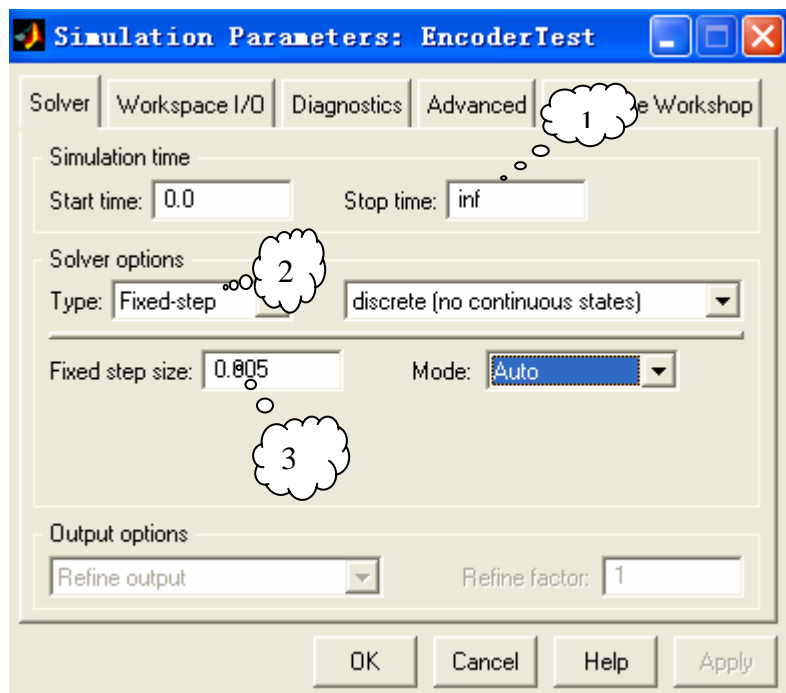 Simulation Parameters: EncoderTest
Solver Workspace I/O Diagnostics Advanced e Workshop
1
Simulation time
Start time: 0.0 Stop time: inf
Solver options
2
Type: Fixed-step discrete (no continuous states)
Fixed step size: 0.005 Mode: Auto
3
Output options
Refine output Refine factor: 1
OK Cancel Help Apply